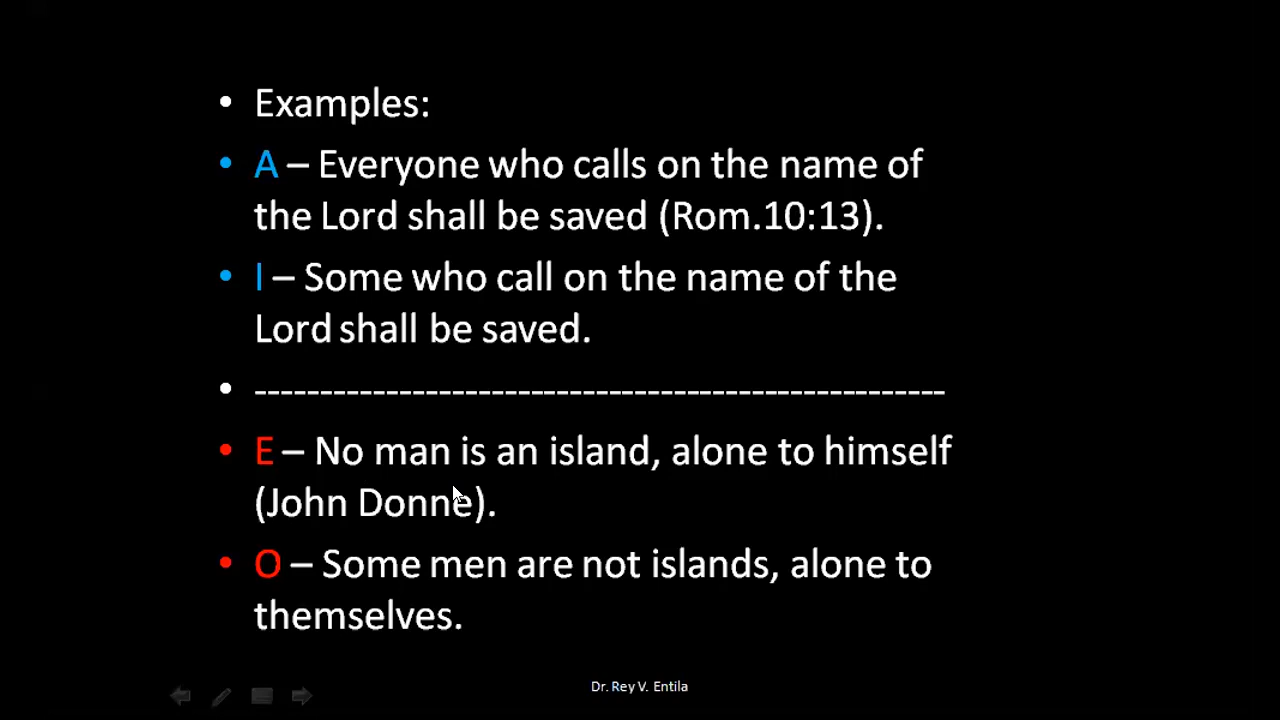 • Examples:
• A – Everyone who calls on the name of
the Lord shall be saved (Rom.10:13).
• I – Some who call on the name of the
Lord shall be saved.
• -----------------------------------------------------
• E – No man is an island, alone to himself
(John Donne).
• O – Some men are not islands, alone to
themselves.
Dr. Rey V. Entila